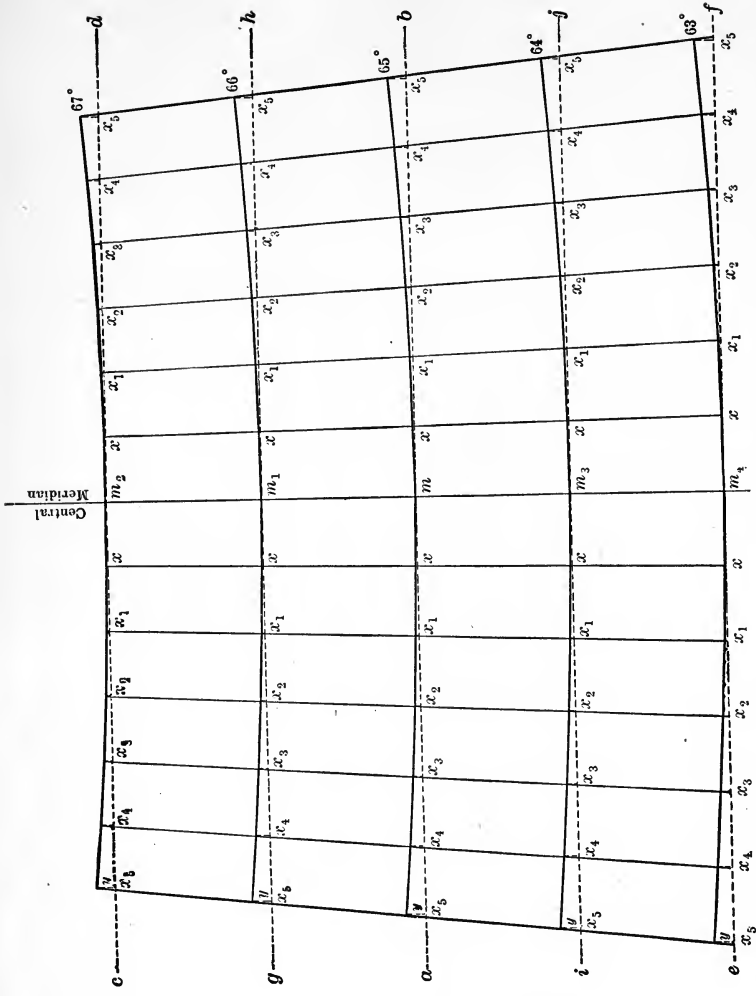 Central
Meridian
67°
c y x₅ x₄ x₃ x₂ x₁ x m₂ x x₁ x₂ x₃ x₄ x₅ d
66°
g y x₅ x₄ x₃ x₂ x₁ x m₁ x x₁ x₂ x₃ x₄ x₅ h
65°
a y x₅ x₄ x₃ x₂ x₁ x m x x₁ x₂ x₃ x₄ x₅ b
64°
i y x₅ x₄ x₃ x₂ x₁ x m₃ x x₁ x₂ x₃ x₄ x₅ j
63°
e y x₅ x₄ x₃ x₂ x₁ x m₄ x x₁ x₂ x₃ x₄ x₅ f